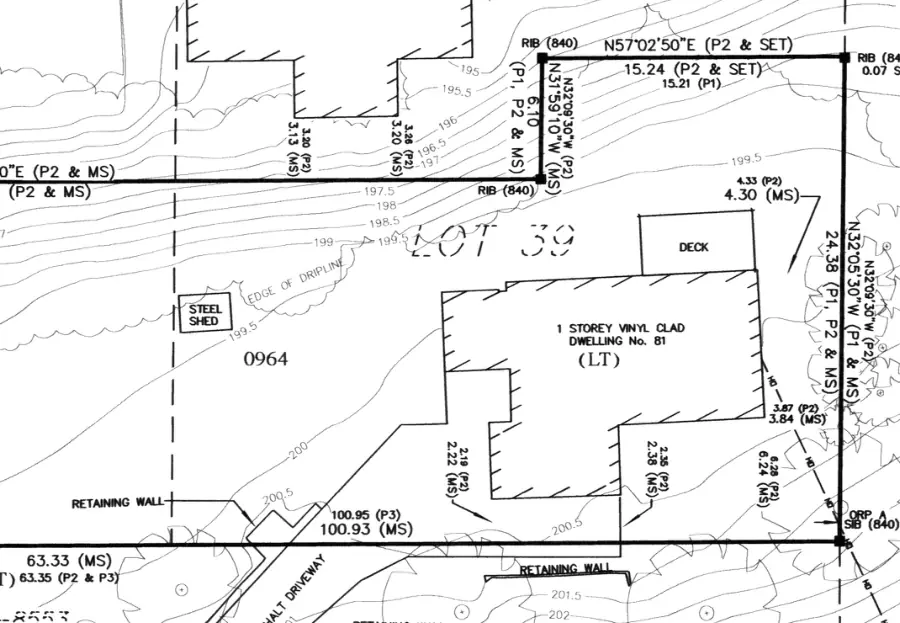 RIB (840)
N57°02'50"E (P2 & SET)
15.24 (P2 & SET)
15.21 (P1)
RIB (84
0.07 S
195
195.5
196
196.5
197
197.5
198
198.5
199
199.5
199.5
6.10
(P1, P2 & MS)
N31°59'10"W (MS)
N32°09'30"W (P2)
3.20 (P2)
3.13 (MS)
3.26 (P2)
3.20 (MS)
0"E (P2 & MS)
(P2 & MS)
RIB (840)
LOT 39
4.33 (P2)
4.30 (MS)
DECK
24.38 (P1, P2 & MS)
N32°05'30"W (P1 & MS)
N32°09'30"W (P2)
EDGE OF DRIPLINE
STEEL
SHED
199.5
0964
1 STOREY VINYL CLAD
DWELLING No. 81
(LT)
HO
3.87 (P2)
3.84 (MS)
200
2.19 (P2)
2.22 (MS)
2.35 (P2)
2.38 (MS)
6.28 (P2)
6.24 (MS)
HO
RETAINING WALL
200.5
100.95 (P3)
100.93 (MS)
200.5
HO
ORP A
SIB (840)
63.33 (MS)
T) 63.35 (P2 & P3)
HALT DRIVEWAY
RETAINING WALL
HO
HO
201.5
202
-8553